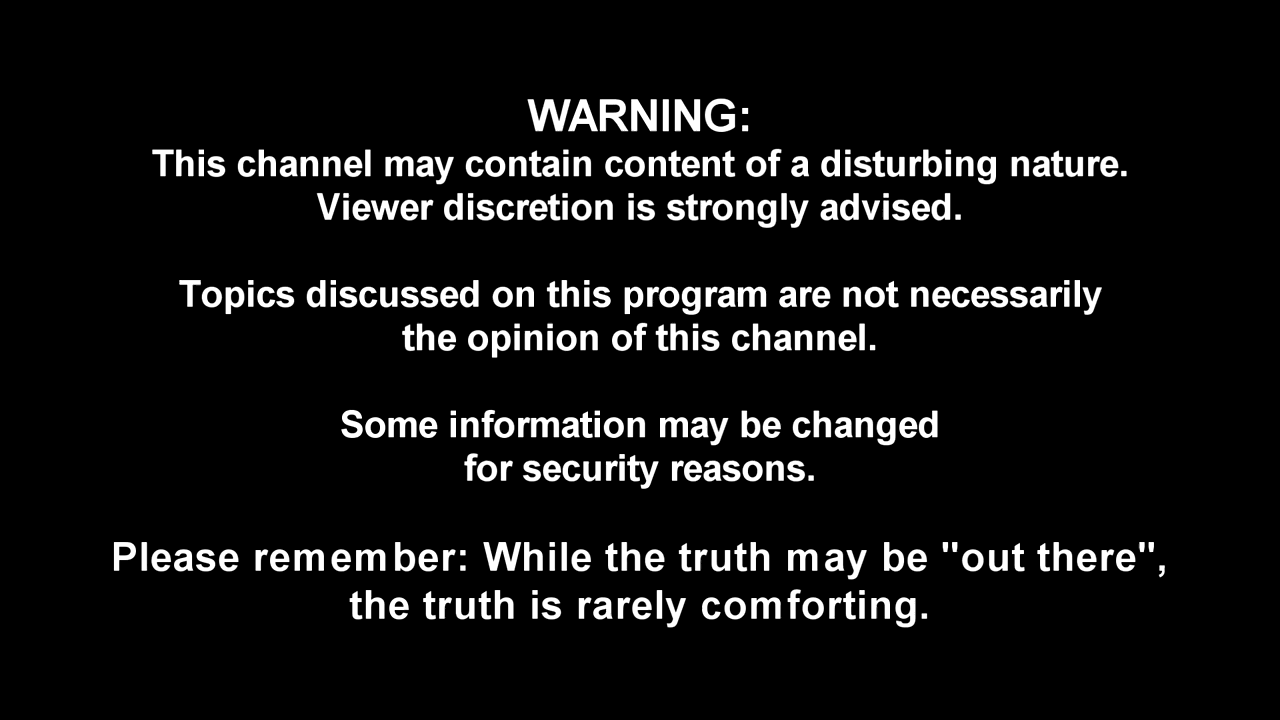 WARNING:
This channel may contain content of a disturbing nature.
Viewer discretion is strongly advised.
Topics discussed on this program are not necessarily
the opinion of this channel.
Some information may be changed
for security reasons.
Please remember: While the truth may be "out there",
the truth is rarely comforting.